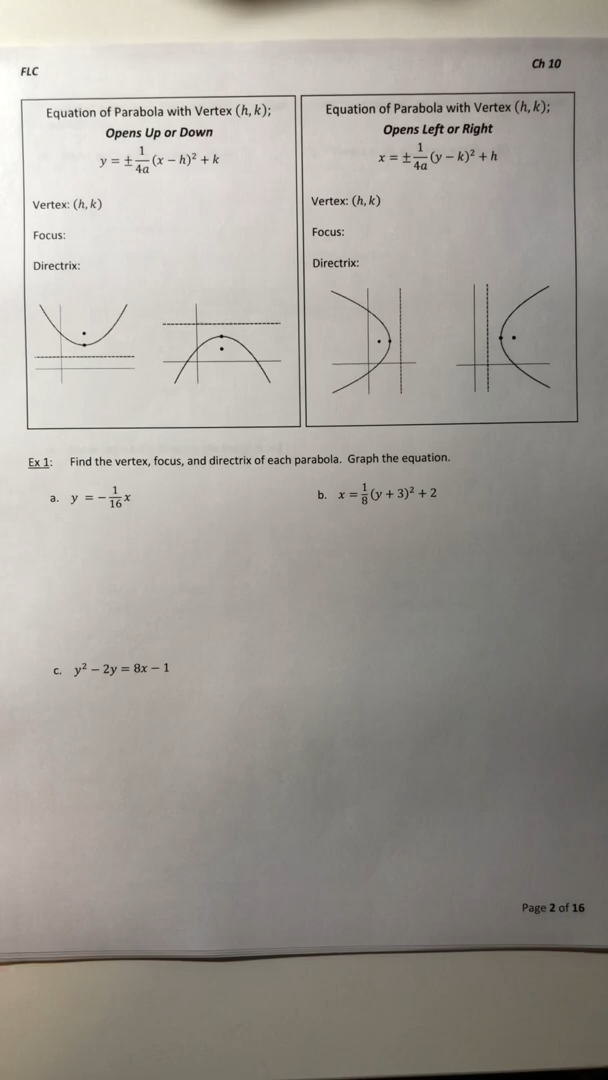 FLC
Ch 10
Equation of Parabola with Vertex (h, k);
Opens Up or Down
y = ± 1/4a (x − h)² + k
Vertex: (h, k)
Focus:
Directrix:
Equation of Parabola with Vertex (h, k);
Opens Left or Right
x = ± 1/4a (y − k)² + h
Vertex: (h, k)
Focus:
Directrix:
Ex 1: Find the vertex, focus, and directrix of each parabola. Graph the equation.
a. y = − 1/16 x
b. x = 1/8 (y + 3)² + 2
c. y² − 2y = 8x − 1
Page 2 of 16